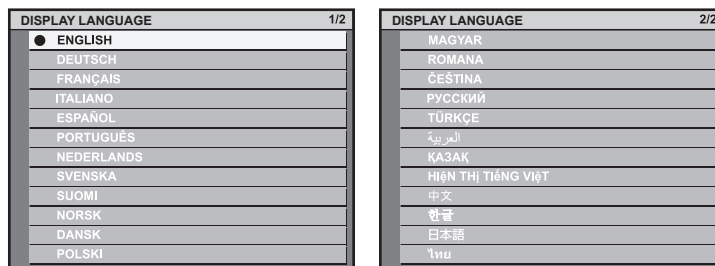 DISPLAY LANGUAGE 1/2
ENGLISH
DEUTSCH
FRANÇAIS
ITALIANO
ESPAÑOL
PORTUGUÊS
NEDERLANDS
SVENSKA
SUOMI
NORSK
DANSK
POLSKI
DISPLAY LANGUAGE 2/2
MAGYAR
ROMANA
ČEŠTINA
РУССКИЙ
TÜRKÇE
العربية
ҚАЗАҚ
HIệN THị TIếNG VIệT
中文
한글
日本語
ไทย